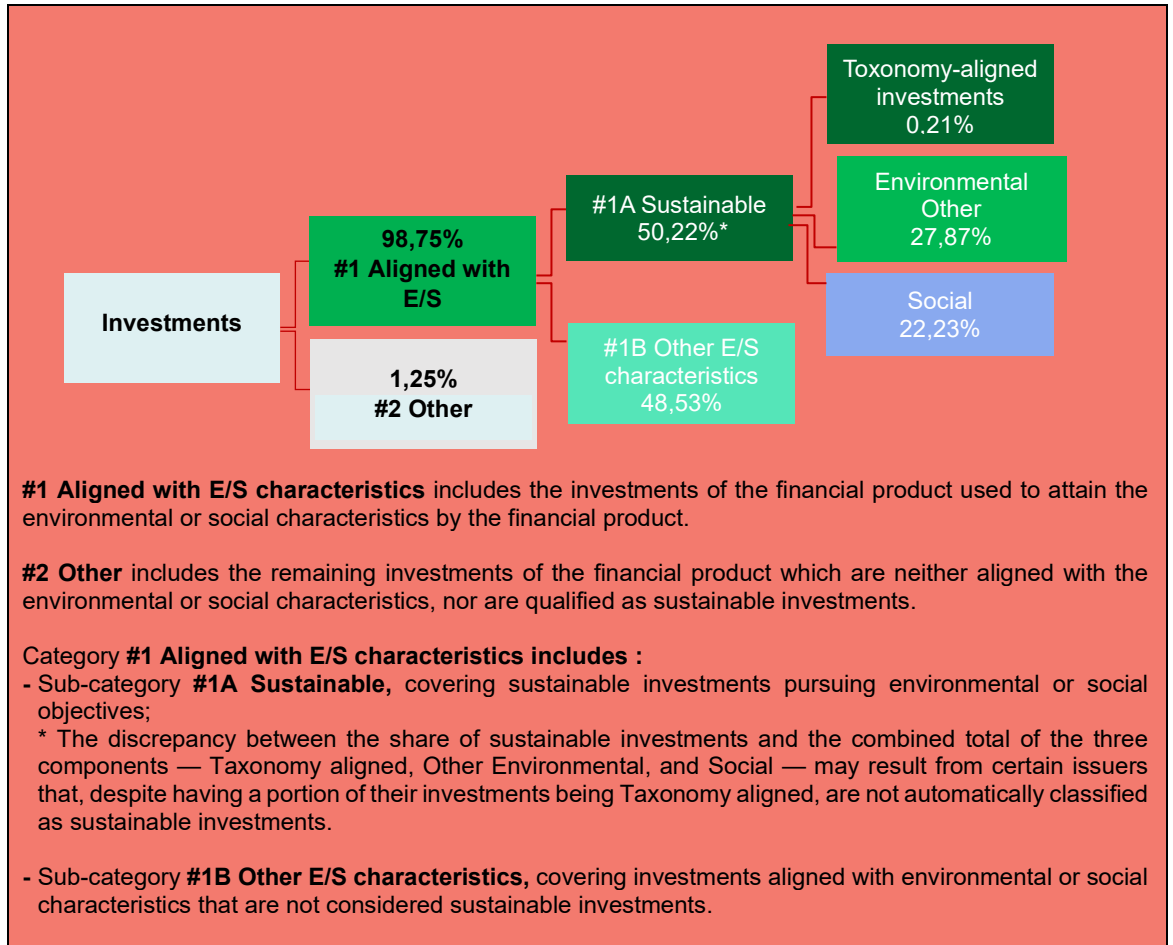 Toxonomy-aligned
investments
0,21%
#1A Sustainable
50,22%*
Environmental
Other
27,87%
98,75%
#1 Aligned with
E/S
Investments
Social
22,23%
#1B Other E/S
characteristics
48,53%
1,25%
#2 Other
#1 Aligned with E/S characteristics includes the investments of the financial product used to attain the
environmental or social characteristics by the financial product.
#2 Other includes the remaining investments of the financial product which are neither aligned with the
environmental or social characteristics, nor are qualified as sustainable investments.
Category #1 Aligned with E/S characteristics includes :
- Sub-category #1A Sustainable, covering sustainable investments pursuing environmental or social
objectives;
* The discrepancy between the share of sustainable investments and the combined total of the three
components — Taxonomy aligned, Other Environmental, and Social — may result from certain issuers
that, despite having a portion of their investments being Taxonomy aligned, are not automatically classified
as sustainable investments.
- Sub-category #1B Other E/S characteristics, covering investments aligned with environmental or social
characteristics that are not considered sustainable investments.